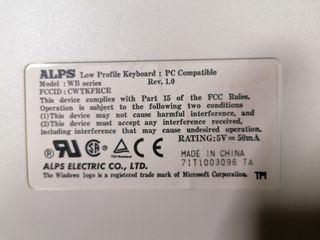 ALPS Low Profile Keyboard : PC Compatible
Model : WB series Rev. 1.0
FCCID : CWTKFRCE
This device complies with Part 15 of the FCC Rules.
Operation is subject to the following two conditions
(1)This device may not cause harmful interference, and
(2)This device must accept any interference received,
including interference that may cause undesired operation.
RATING:5V⎓50mA
MADE IN CHINA
71T1003096 TA
ALPS ELECTRIC CO., LTD.
The Windows logo is a registered trade mark of Microsoft Corporation.